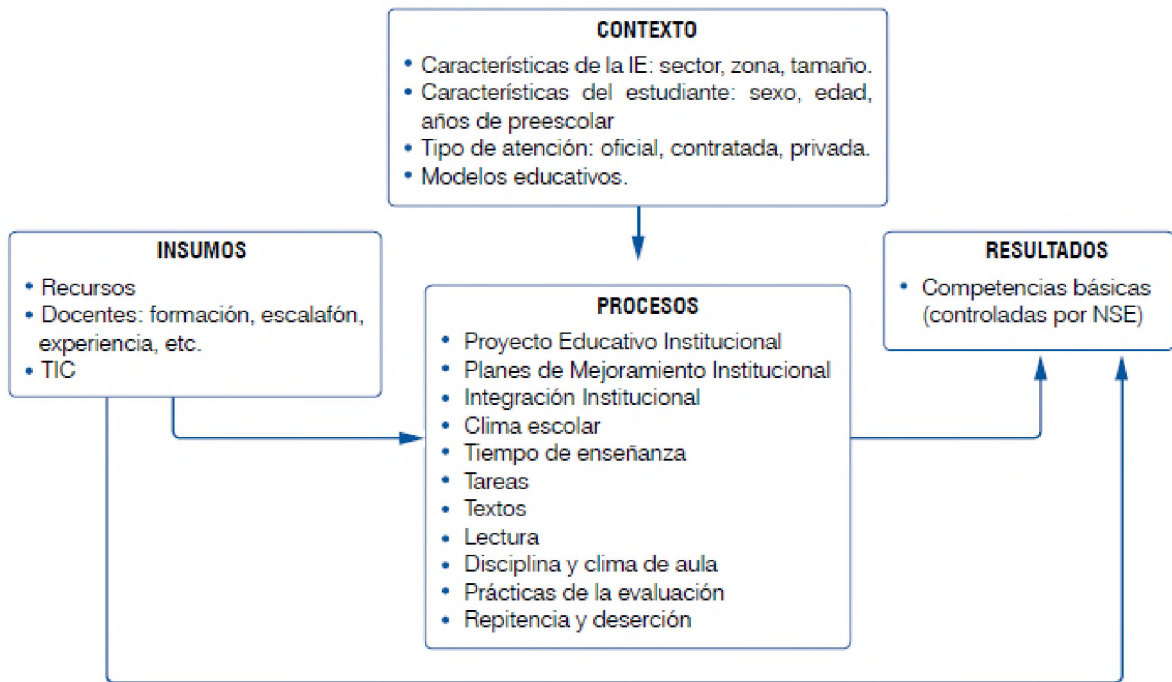 CONTEXTO
• Características de la IE: sector, zona, tamaño.
• Características del estudiante: sexo, edad,
años de preescolar
• Tipo de atención: oficial, contratada, privada.
• Modelos educativos.
INSUMOS
• Recursos
• Docentes: formación, escalafón,
experiencia, etc.
• TIC
PROCESOS
• Proyecto Educativo Institucional
• Planes de Mejoramiento Institucional
• Integración Institucional
• Clima escolar
• Tiempo de enseñanza
• Tareas
• Textos
• Lectura
• Disciplina y clima de aula
• Prácticas de la evaluación
• Repitencia y deserción
RESULTADOS
• Competencias básicas
(controladas por NSE)